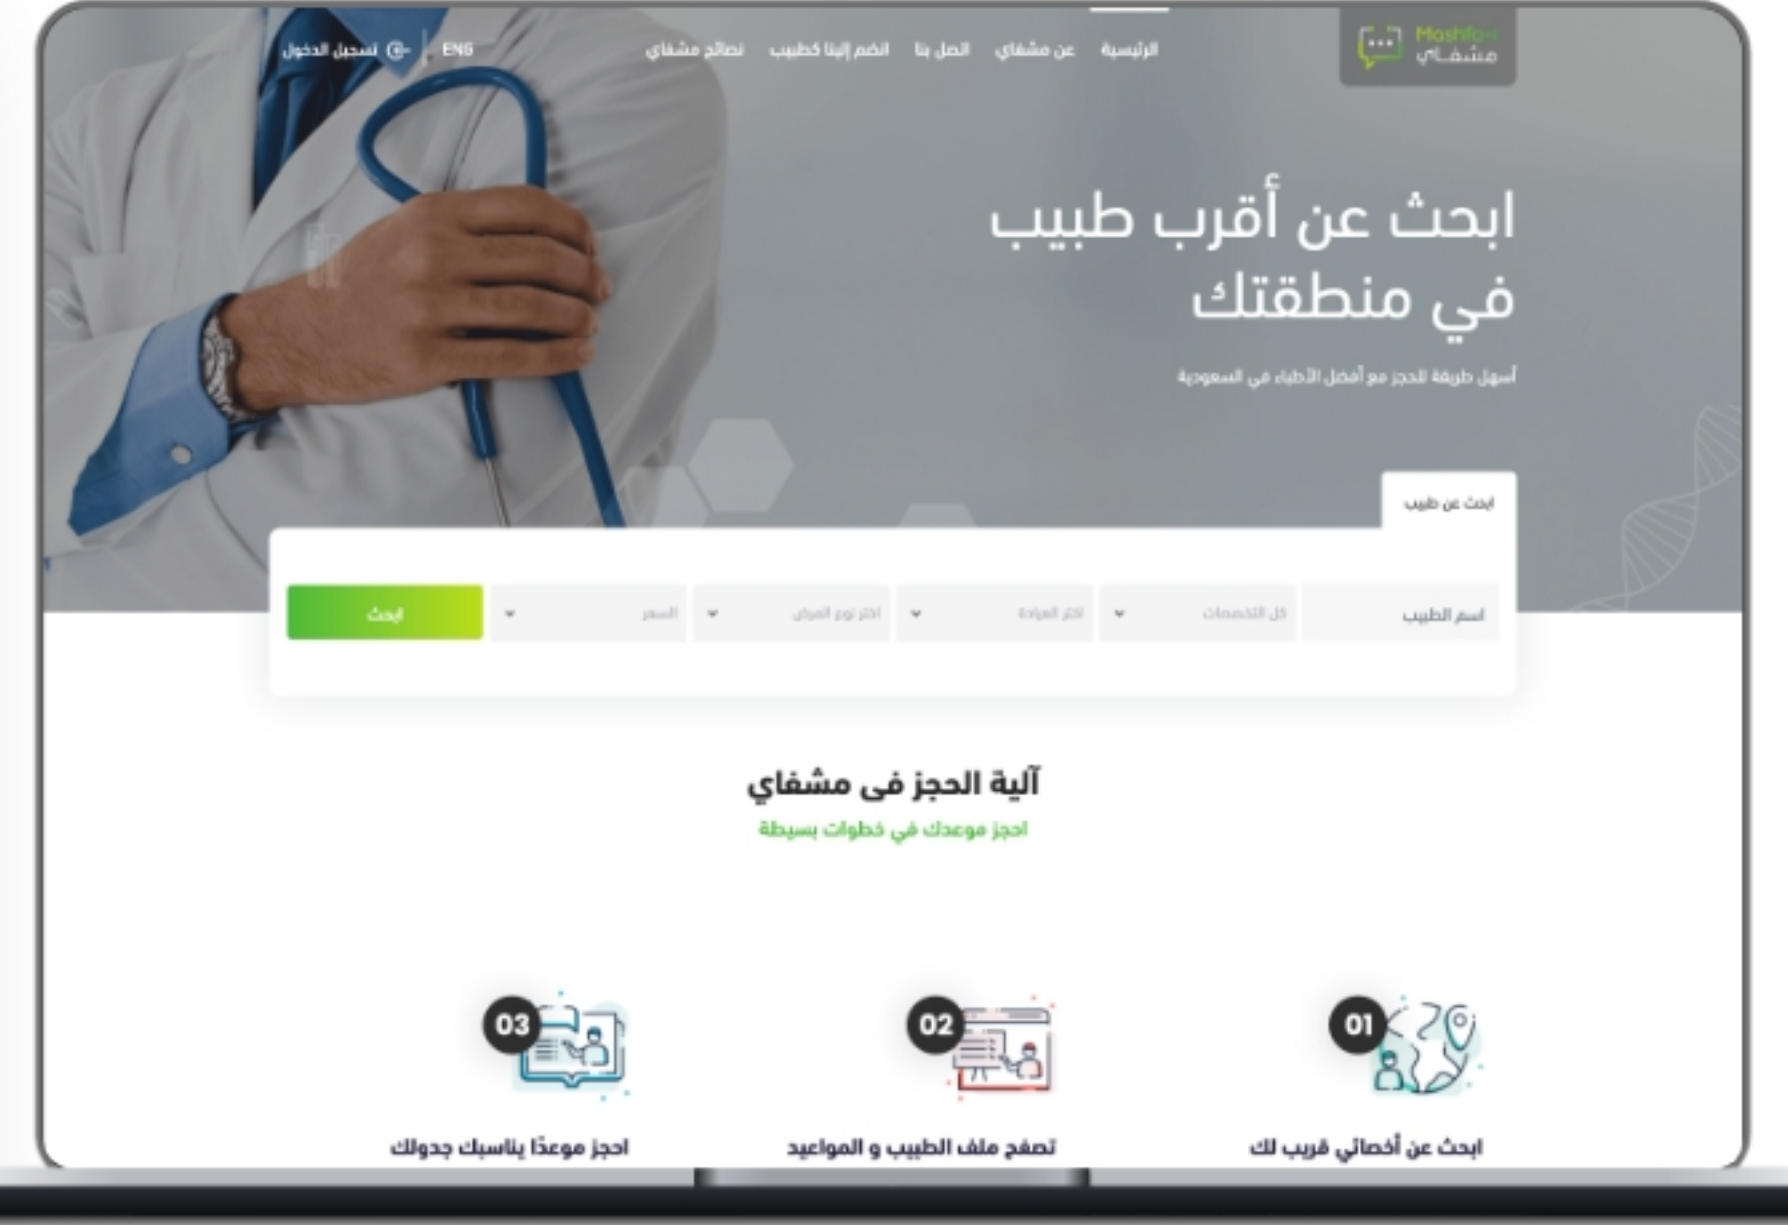 Mashfa-i
مشفاي
الرئيسية
عن مشفاي
اتصل بنا
انضم إلينا كطبيب
نصائح مشفاي
ENG
تسجيل الدخول
ابحث عن أقرب طبيب
في منطقتك
أسهل طريقة للحجز مع أفضل الأطباء في السعودية
ابحث عن طبيب
اسم الطبيب
كل التخصصات
اختر العيادة
اختر نوع المرض
السعر
ابحث
آلية الحجز فى مشفاي
احجز موعدك في خطوات بسيطة
01
ابحث عن أخصائي قريب لك
02
تصفح ملف الطبيب و المواعيد
03
احجز موعدًا يناسبك جدولك